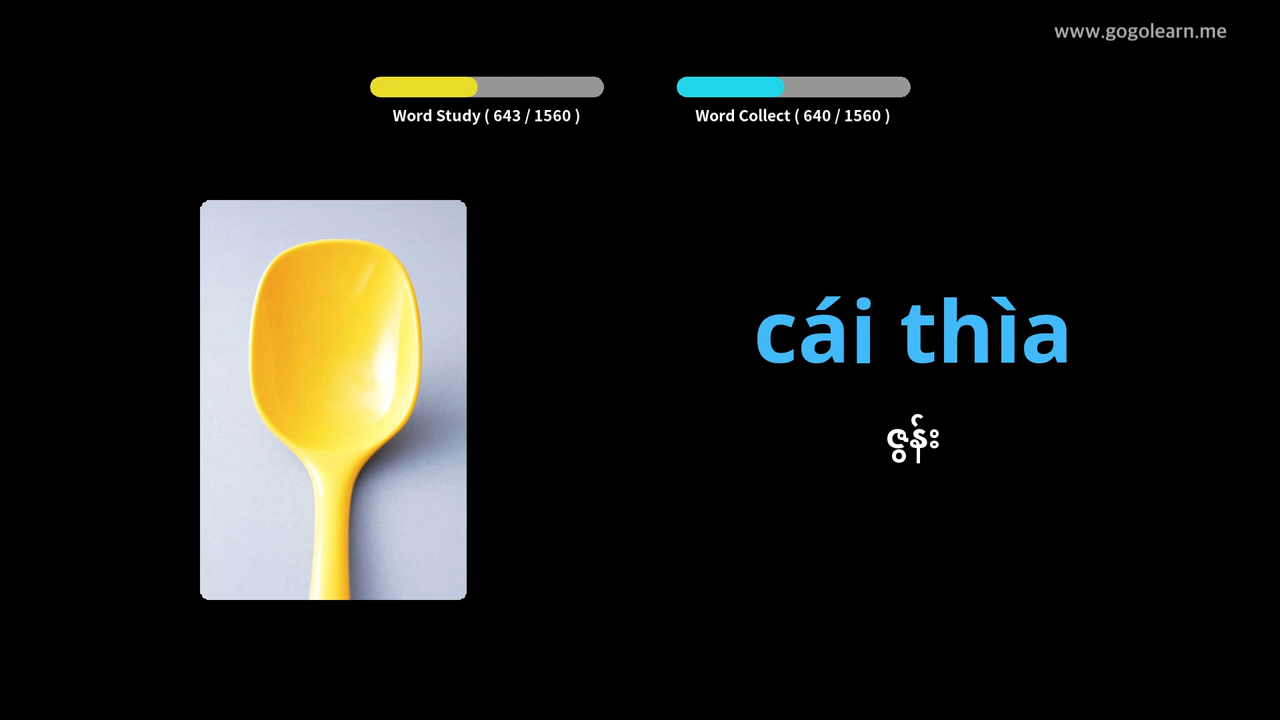 www.gogolearn.me
Word Study ( 643 / 1560 )
Word Collect ( 640 / 1560 )
cái thìa
ဇွန်း